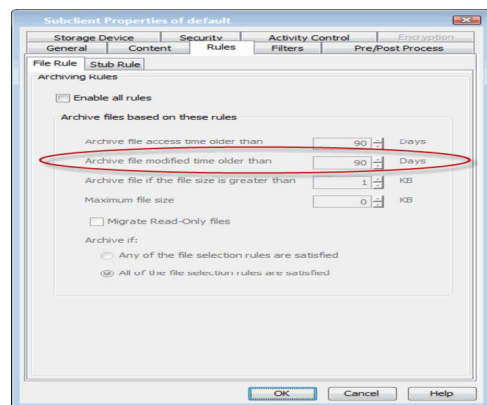 Subclient Properties of default
Storage Device Security Activity Control Encryption
General Content Rules Filters Pre/Post Process
File Rule Stub Rule
Archiving Rules
Enable all rules
Archive files based on these rules
Archive file access time older than 90 Days
Archive file modified time older than 90 Days
Archive file if the file size is greater than 1 KB
Maximum file size 0 KB
Migrate Read-Only files
Archive if:
Any of the file selection rules are satisfied
All of the file selection rules are satisfied
OK Cancel Help